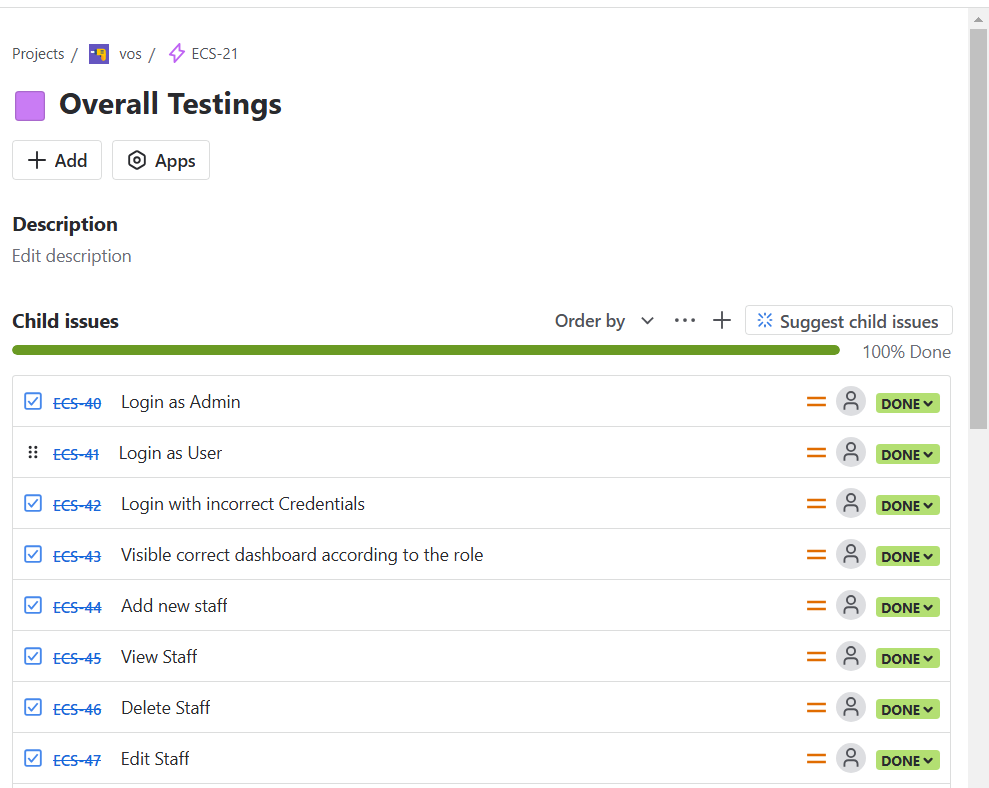 Projects / vos / ECS-21
Overall Testings
Add Apps
Description
Edit description
Child issues Order by Suggest child issues
100% Done
ECS-40 Login as Admin DONE
ECS-41 Login as User DONE
ECS-42 Login with incorrect Credentials DONE
ECS-43 Visible correct dashboard according to the role DONE
ECS-44 Add new staff DONE
ECS-45 View Staff DONE
ECS-46 Delete Staff DONE
ECS-47 Edit Staff DONE